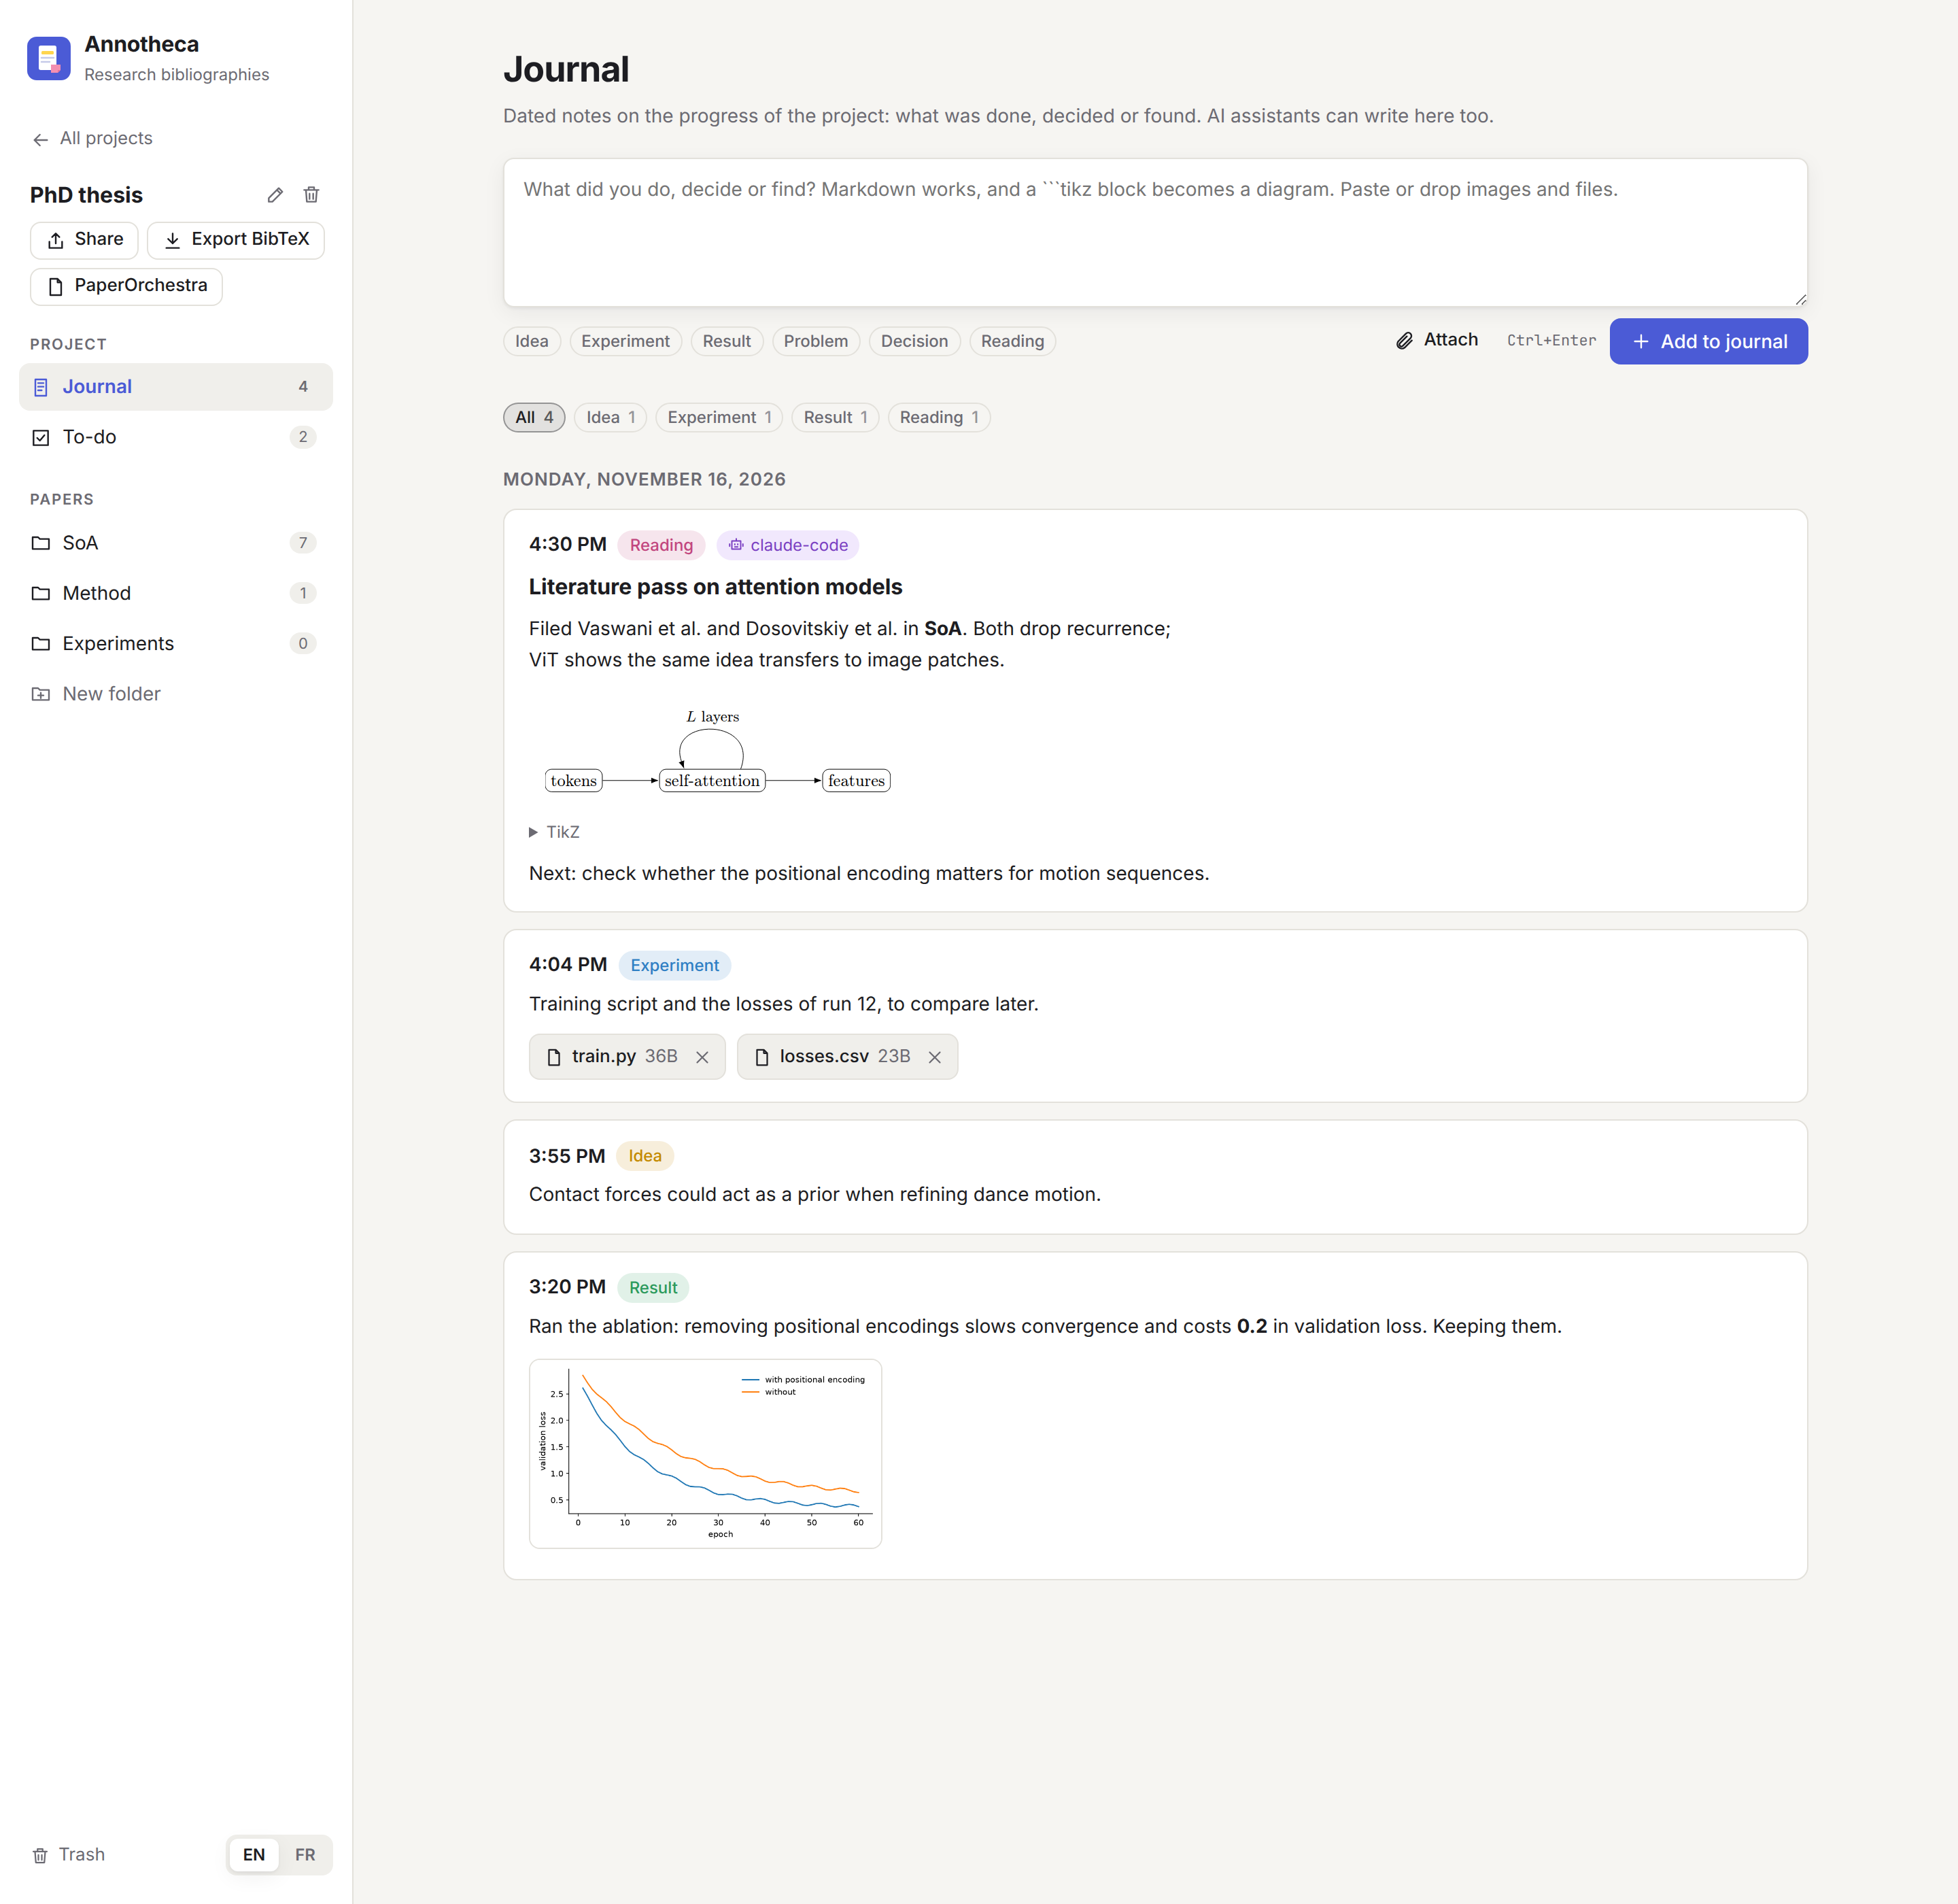 Annotheca
Research bibliographies
All projects
PhD thesis
Share
Export BibTeX
PaperOrchestra
PROJECT
Journal 4
To-do 2
PAPERS
SoA 7
Method 1
Experiments 0
New folder
Trash
EN FR
Journal
Dated notes on the progress of the project: what was done, decided or found. AI assistants can write here too.
What did you do, decide or find? Markdown works, and a ```tikz block becomes a diagram. Paste or drop images and files.
Idea Experiment Result Problem Decision Reading
Attach Ctrl+Enter + Add to journal
All 4 Idea 1 Experiment 1 Result 1 Reading 1
MONDAY, NOVEMBER 16, 2026
4:30 PM Reading claude-code
Literature pass on attention models
Filed Vaswani et al. and Dosovitskiy et al. in SoA. Both drop recurrence;
ViT shows the same idea transfers to image patches.
L layers
tokens self-attention features
TikZ
Next: check whether the positional encoding matters for motion sequences.
4:04 PM Experiment
Training script and the losses of run 12, to compare later.
train.py 36B losses.csv 23B
3:55 PM Idea
Contact forces could act as a prior when refining dance motion.
3:20 PM Result
Ran the ablation: removing positional encodings slows convergence and costs 0.2 in validation loss. Keeping them.
with positional encoding
without
validation loss
2.5
2.0
1.5
1.0
0.5
0 10 20 30 40 50 60
epoch